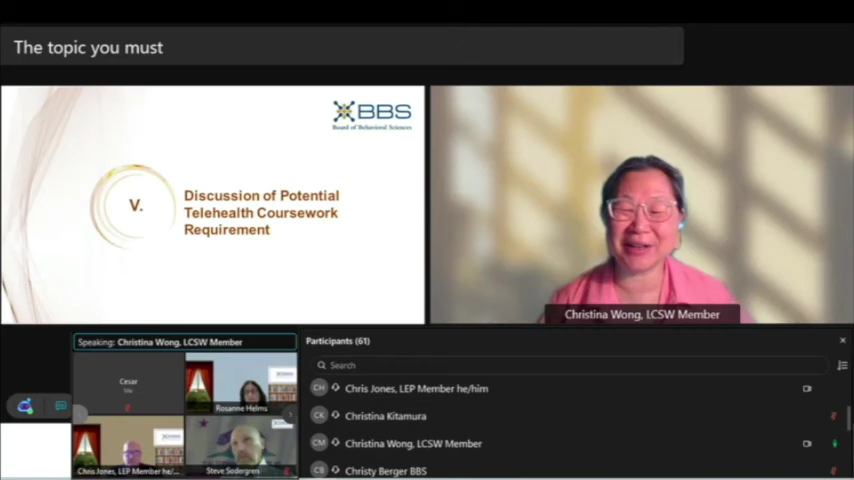 The topic you must
BBS
Board of Behavioral Sciences
V.
Discussion of Potential
Telehealth Coursework
Requirement
Christina Wong, LCSW Member
Speaking: Christina Wong, LCSW Member
Cesar
Rosanne Helms
Chris Jones, LEP Member he/...
Steve Sodergren
Participants (61)
Search
CH Chris Jones, LEP Member he/him
CK Christina Kitamura
CM Christina Wong, LCSW Member
CB Christy Berger BBS